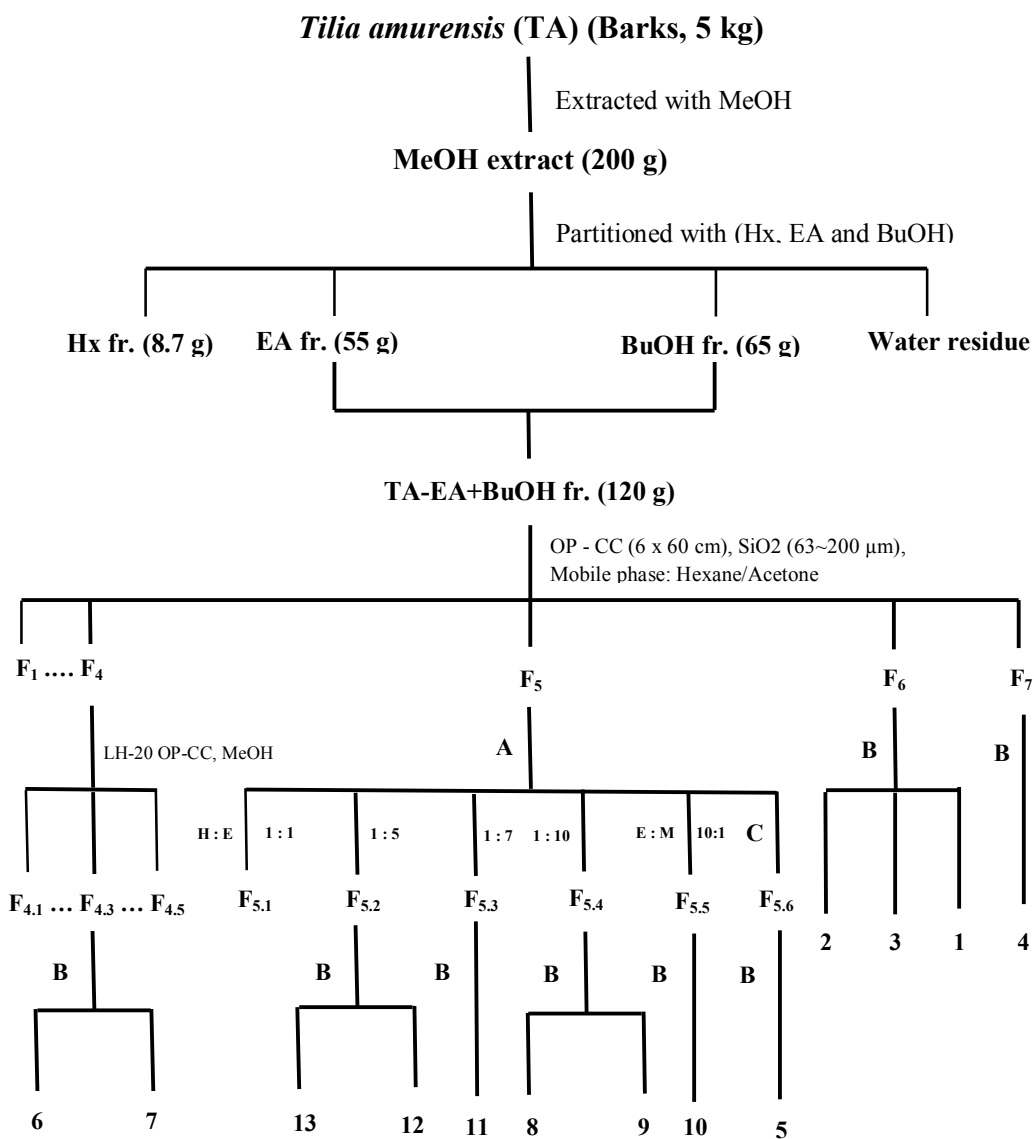 Tilia amurensis (TA) (Barks, 5 kg)
Extracted with MeOH
MeOH extract (200 g)
Partitioned with (Hx, EA and BuOH)
Hx fr. (8.7 g) EA fr. (55 g) BuOH fr. (65 g) Water residue
TA-EA+BuOH fr. (120 g)
OP - CC (6 x 60 cm), SiO2 (63~200 μm),
Mobile phase: Hexane/Acetone
F1 .... F4 F5 F6 F7
LH-20 OP-CC, MeOH A B B
H : E 1 : 1 1 : 5 1 : 7 1 : 10 E : M 10:1 C
F4.1 ... F4.3 ... F4.5 F5.1 F5.2 F5.3 F5.4 F5.5 F5.6
2 3 1 4
B B B B B B
6 7 13 12 11 8 9 10 5